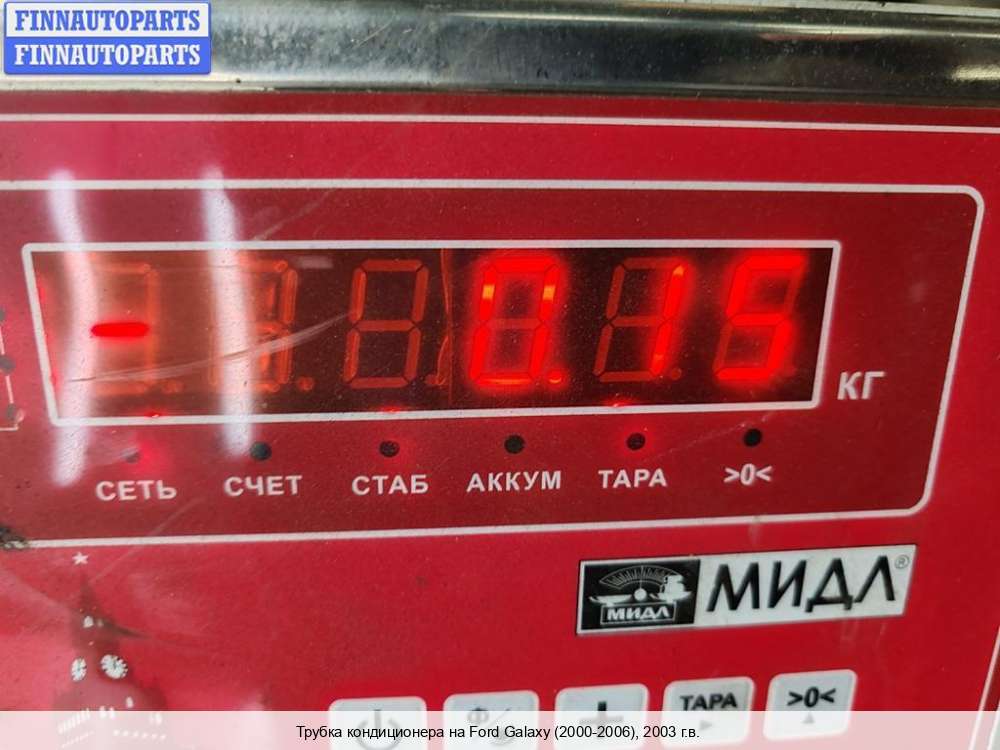 FINNAUTOPARTS
FINNAUTOPARTS
- 0.15
КГ
СЕТЬ СЧЕТ СТАБ АККУМ ТАРА >0<
МИДЛ МИДЛ®
ТАРА >0<
Трубка кондиционера на Ford Galaxy (2000-2006), 2003 г.в.